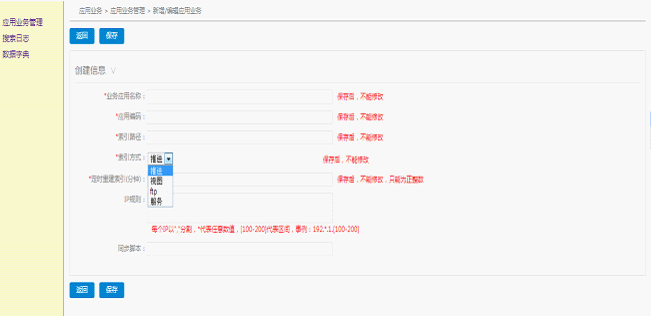 应用业务 > 应用业务管理 > 新增/编辑应用业务
应用业务管理
搜索日志
数据字典
返回 保存
创建信息
*业务应用名称： 保存后，不能修改
*应用编码： 保存后，不能修改
*索引路径： 保存后，不能修改
*索引方式： 推送 保存后，不能修改
推送
视图
ftp
服务
*定时重建索引(分钟)： 保存后，不能修改，且能为正整数
IP规则：
每个IP以","分割，*代表任意数值，[100-200]代表区间，事例：192.*.1.[100-200]
同步脚本：
返回 保存